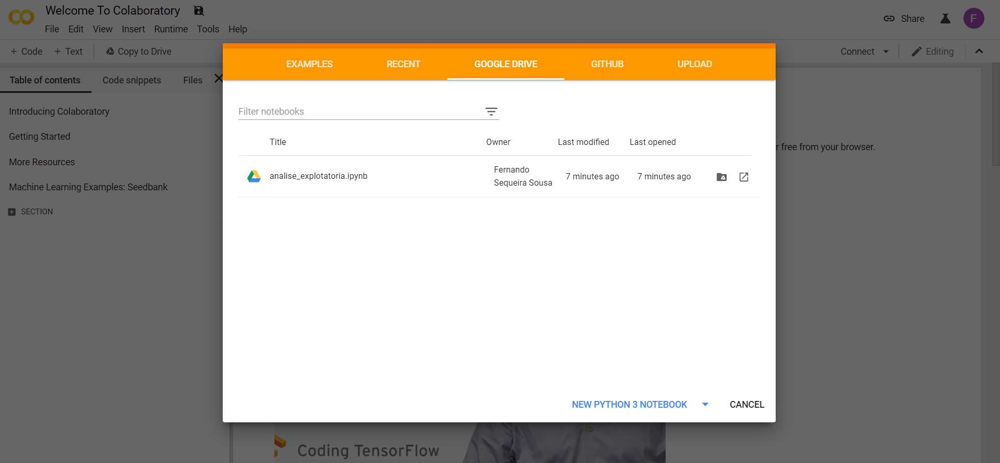 Welcome To Colaboratory
File Edit View Insert Runtime Tools Help
Share
F
+ Code + Text Copy to Drive
Connect
Editing
Table of contents Code snippets Files
Introducing Colaboratory
Getting Started
More Resources
Machine Learning Examples: Seedbank
SECTION
EXAMPLES RECENT GOOGLE DRIVE GITHUB UPLOAD
Filter notebooks
Title Owner Last modified Last opened
analise_explotatoria.ipynb Fernando Sequeira Sousa 7 minutes ago 7 minutes ago
NEW PYTHON 3 NOTEBOOK CANCEL
r free from your browser.
Coding TensorFlow